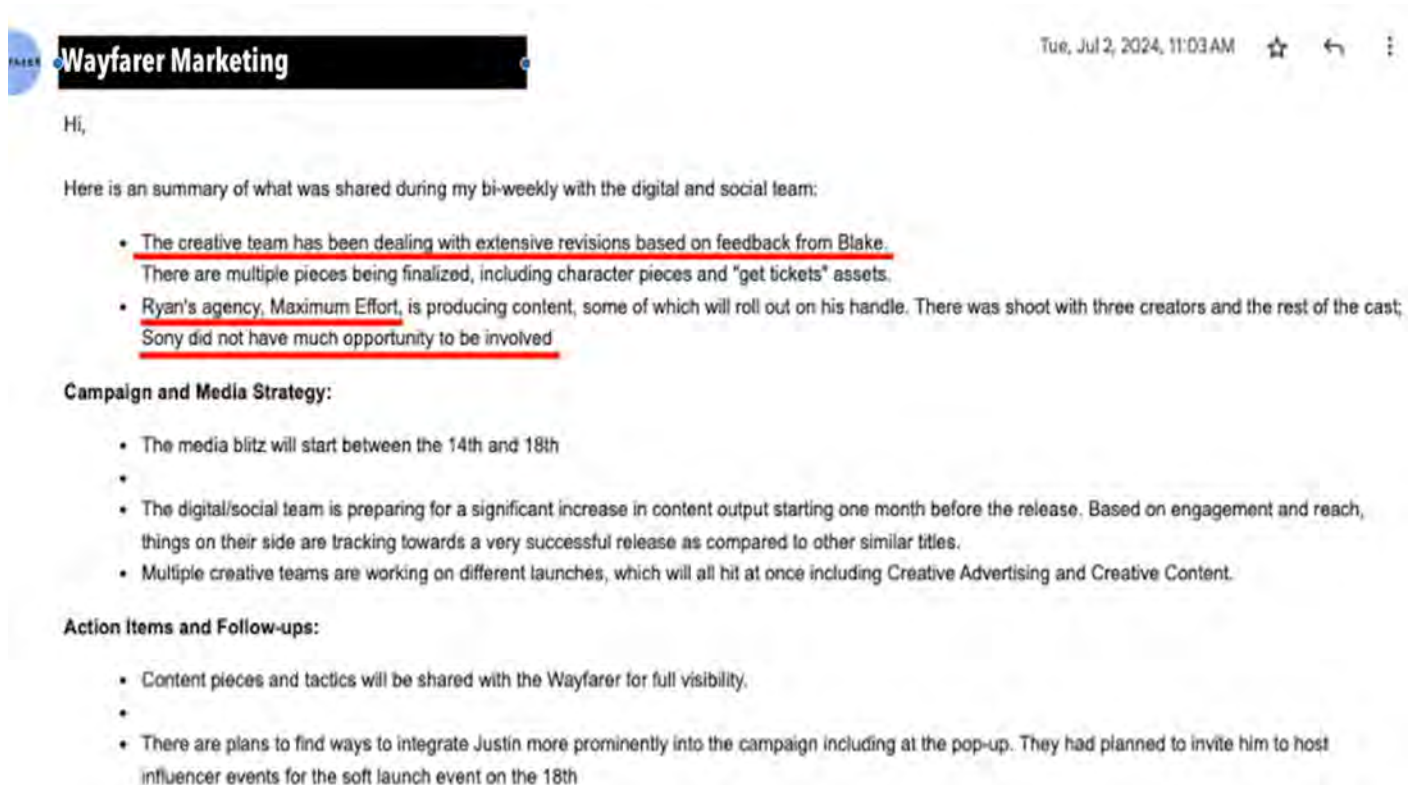 Wayfarer Marketing
Tue, Jul 2, 2024, 11:03 AM
Hi,
Here is an summary of what was shared during my bi-weekly with the digital and social team:
• The creative team has been dealing with extensive revisions based on feedback from Blake.
There are multiple pieces being finalized, including character pieces and "get tickets" assets.
• Ryan's agency, Maximum Effort, is producing content, some of which will roll out on his handle. There was shoot with three creators and the rest of the cast;
Sony did not have much opportunity to be involved
Campaign and Media Strategy:
• The media blitz will start between the 14th and 18th
•
• The digital/social team is preparing for a significant increase in content output starting one month before the release. Based on engagement and reach,
things on their side are tracking towards a very successful release as compared to other similar titles.
• Multiple creative teams are working on different launches, which will all hit at once including Creative Advertising and Creative Content.
Action Items and Follow-ups:
• Content pieces and tactics will be shared with the Wayfarer for full visibility.
•
• There are plans to find ways to integrate Justin more prominently into the campaign including at the pop-up. They had planned to invite him to host
influencer events for the soft launch event on the 18th